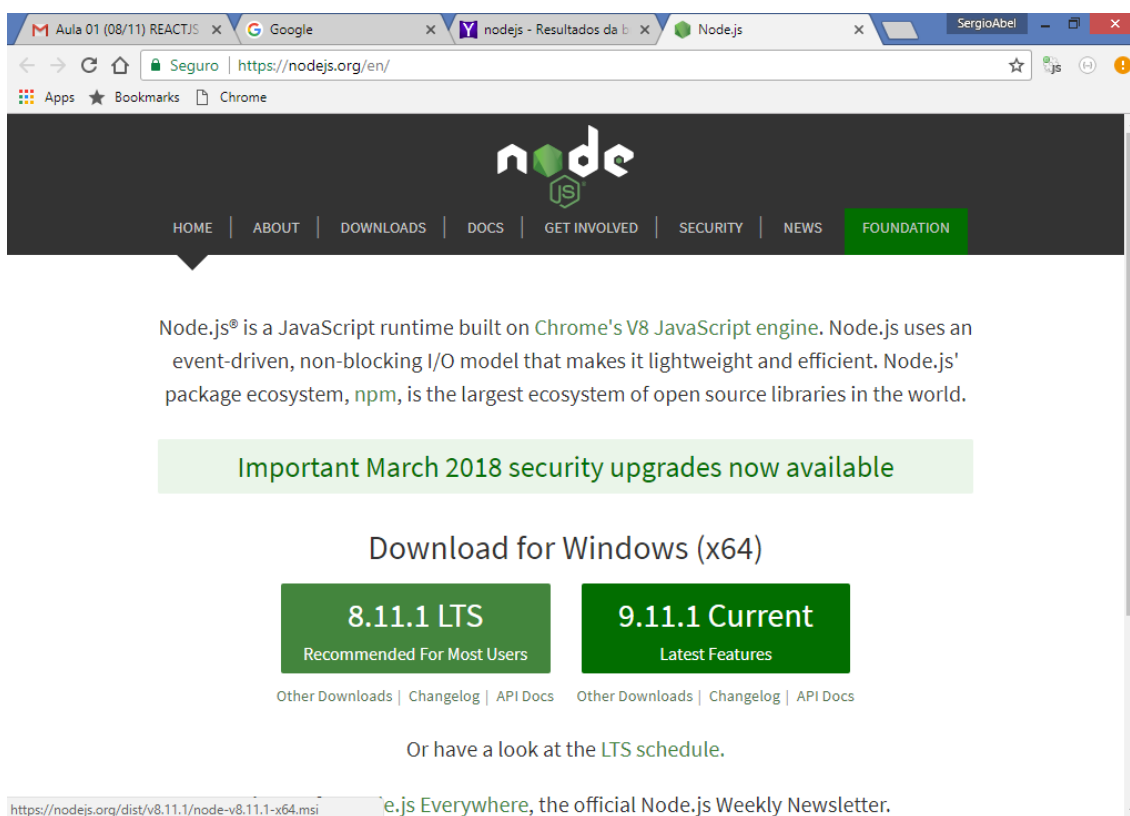 Aula 01 (08/11) REACTJS Google nodejs - Resultados da b Node.js SergioAbel
Seguro | https://nodejs.org/en/ js
Apps Bookmarks Chrome
node
JS
HOME ABOUT DOWNLOADS DOCS GET INVOLVED SECURITY NEWS FOUNDATION
Node.js® is a JavaScript runtime built on Chrome's V8 JavaScript engine. Node.js uses an
event-driven, non-blocking I/O model that makes it lightweight and efficient. Node.js'
package ecosystem, npm, is the largest ecosystem of open source libraries in the world.
Important March 2018 security upgrades now available
Download for Windows (x64)
8.11.1 LTS 9.11.1 Current
Recommended For Most Users Latest Features
Other Downloads | Changelog | API Docs Other Downloads | Changelog | API Docs
Or have a look at the LTS schedule.
https://nodejs.org/dist/v8.11.1/node-v8.11.1-x64.msi e.js Everywhere, the official Node.js Weekly Newsletter.